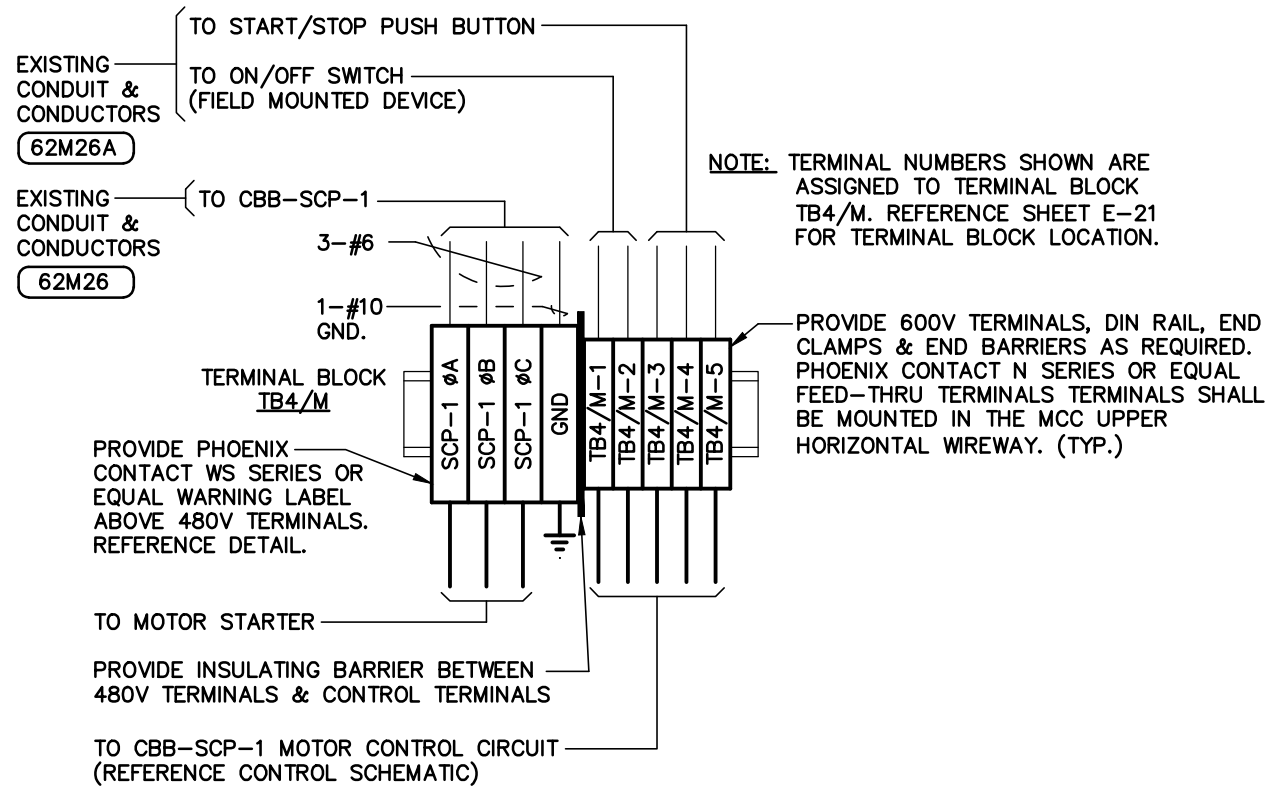 TO START/STOP PUSH BUTTON
TO ON/OFF SWITCH
(FIELD MOUNTED DEVICE)
EXISTING
CONDUIT &
CONDUCTORS
62M26A
EXISTING
CONDUIT &
CONDUCTORS
62M26
TO CBB-SCP-1
3-#6
1-#10
GND.
NOTE: TERMINAL NUMBERS SHOWN ARE
ASSIGNED TO TERMINAL BLOCK
TB4/M. REFERENCE SHEET E-21
FOR TERMINAL BLOCK LOCATION.
PROVIDE 600V TERMINALS, DIN RAIL, END
CLAMPS & END BARRIERS AS REQUIRED.
PHOENIX CONTACT N SERIES OR EQUAL
FEED-THRU TERMINALS TERMINALS SHALL
BE MOUNTED IN THE MCC UPPER
HORIZONTAL WIREWAY. (TYP.)
TERMINAL BLOCK
TB4/M
SCP-1 øA
SCP-1 øB
SCP-1 øC
GND
TB4/M-1
TB4/M-2
TB4/M-3
TB4/M-4
TB4/M-5
PROVIDE PHOENIX
CONTACT WS SERIES OR
EQUAL WARNING LABEL
ABOVE 480V TERMINALS.
REFERENCE DETAIL.
TO MOTOR STARTER
PROVIDE INSULATING BARRIER BETWEEN
480V TERMINALS & CONTROL TERMINALS
TO CBB-SCP-1 MOTOR CONTROL CIRCUIT
(REFERENCE CONTROL SCHEMATIC)